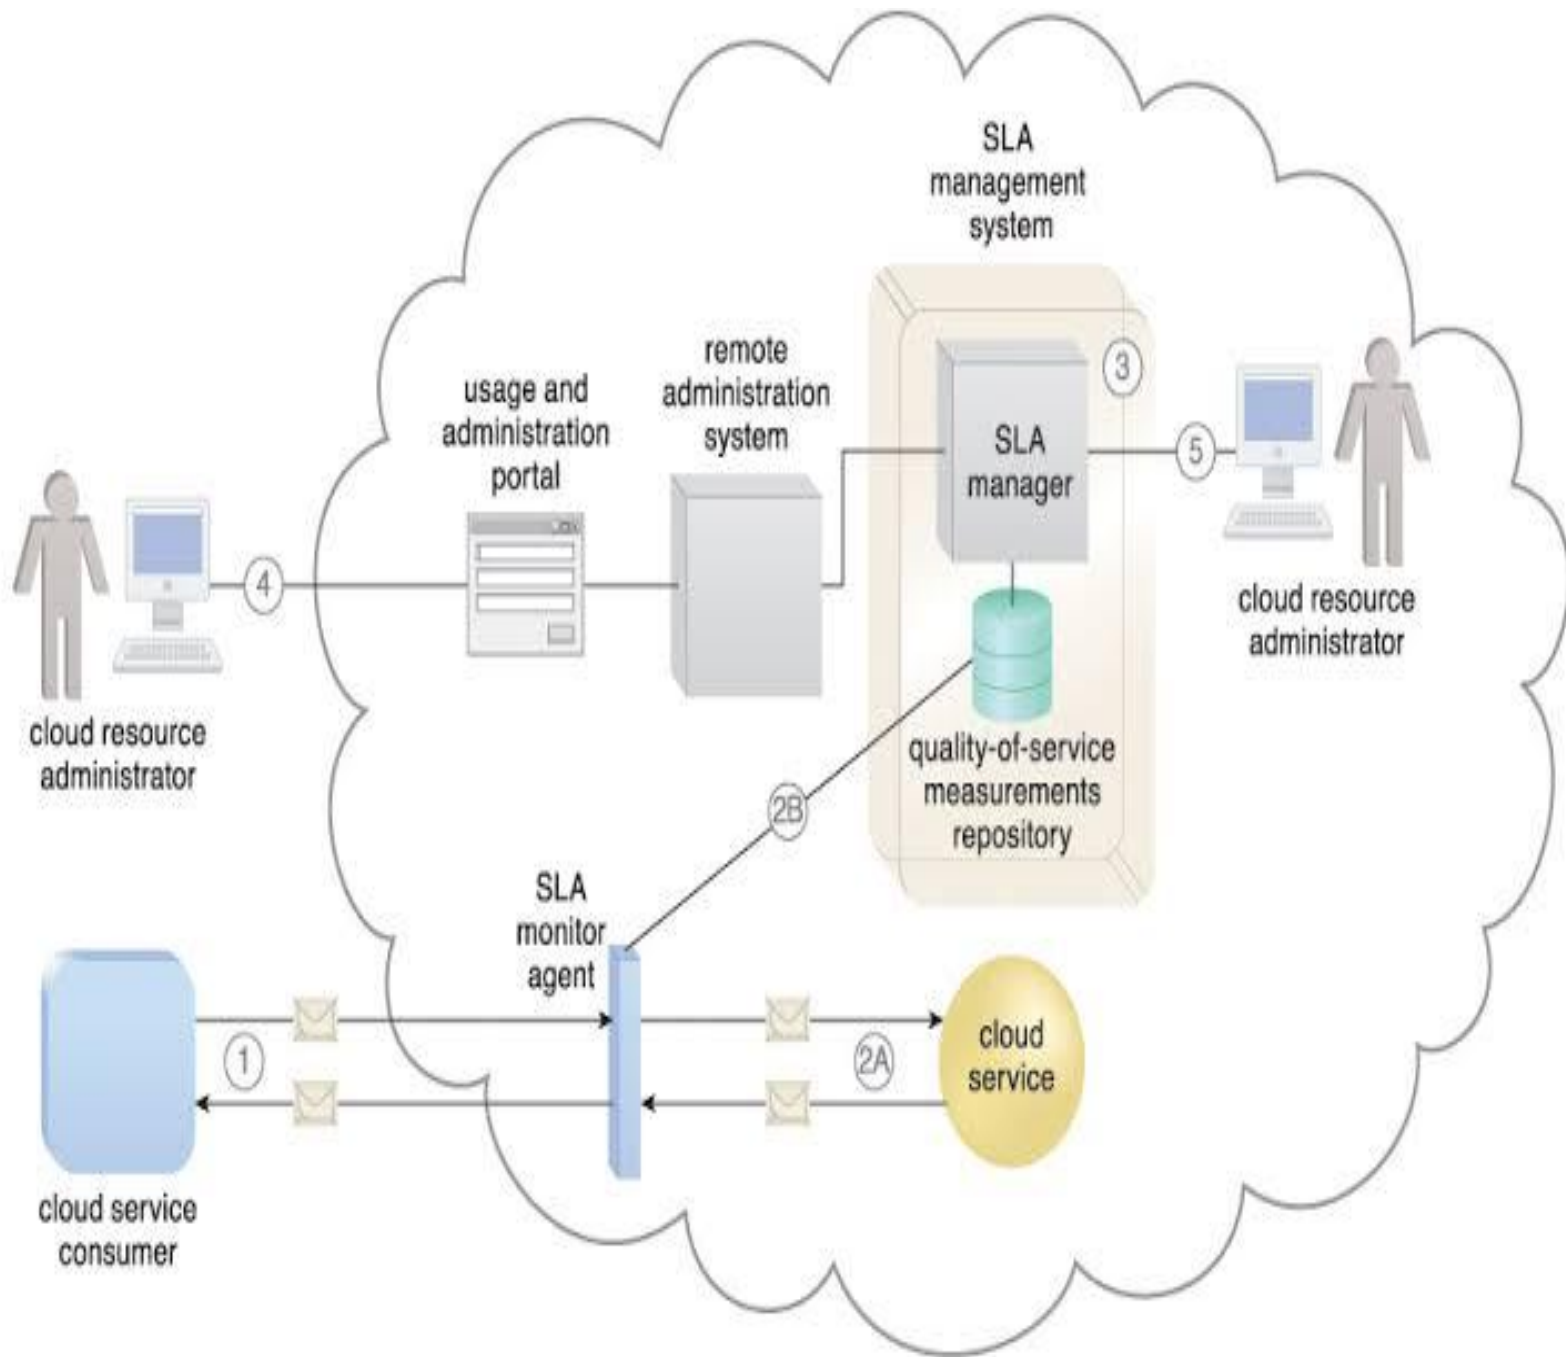 SLA
management
system
remote
administration
system
usage and
administration
portal
3
SLA
manager
5
4
cloud resource
administrator
cloud resource
administrator
quality-of-service
measurements
repository
2B
SLA
monitor
agent
1
2A
cloud
service
cloud service
consumer